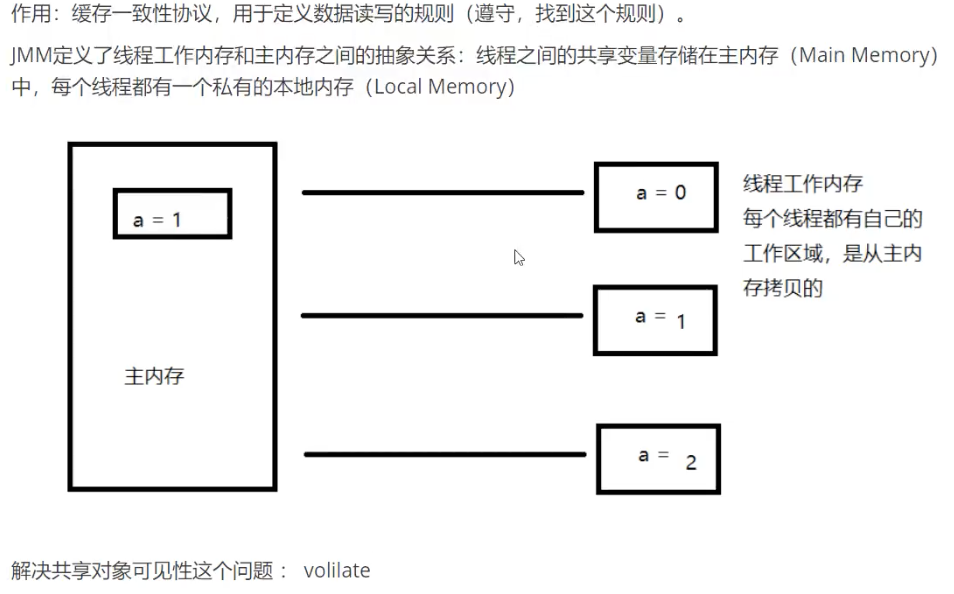 作用：缓存一致性协议，用于定义数据读写的规则（遵守，找到这个规则）。
JMM定义了线程工作内存和主内存之间的抽象关系：线程之间的共享变量存储在主内存（Main Memory）
中，每个线程都有一个私有的本地内存（Local Memory）
a = 1
主内存
a = 0
a = 1
a = 2
线程工作内存
每个线程都有自己的
工作区域，是从主内
存拷贝的
解决共享对象可见性这个问题： volilate